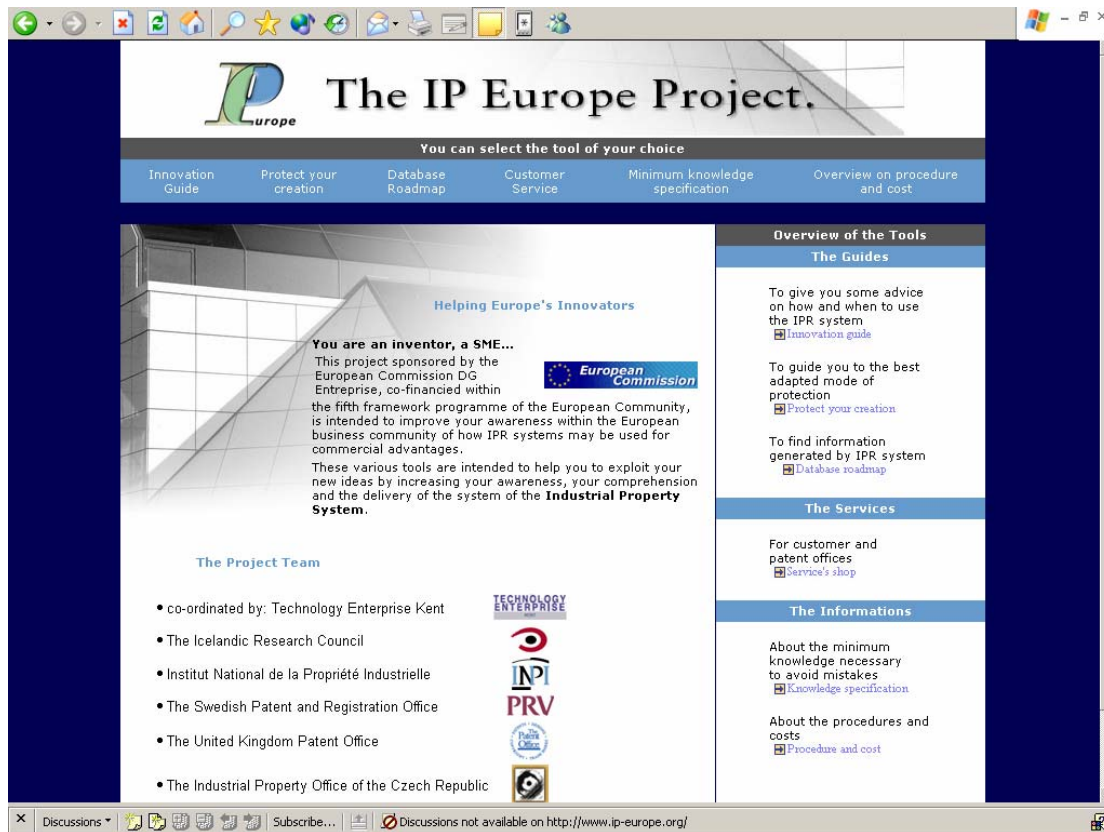 IP
urope
The IP Europe Project.
You can select the tool of your choice
Innovation Guide
Protect your creation
Database Roadmap
Customer Service
Minimum knowledge specification
Overview on procedure and cost
Helping Europe's Innovators
You are an inventor, a SME...
This project sponsored by the
European Commission DG
Entreprise, co-financied within
European
Commission
the fifth framework programme of the European Community,
is intended to improve your awareness within the European
business community of how IPR systems may be used for
commercial advantages.
These various tools are intended to help you to exploit your
new ideas by increasing your awareness, your comprehension
and the delivery of the system of the Industrial Property
System.
The Project Team
• co-ordinated by: Technology Enterprise Kent
TECHNOLOGY
ENTERPRISE
• The Icelandic Research Council
• Institut National de la Propriété Industrielle
INPI
• The Swedish Patent and Registration Office
PRV
• The United Kingdom Patent Office
The
Patent
Office
• The Industrial Property Office of the Czech Republic
Overview of the Tools
The Guides
To give you some advice
on how and when to use
the IPR system
Innovation guide
To guide you to the best
adapted mode of
protection
Protect your creation
To find information
generated by IPR system
Database roadmap
The Services
For customer and
patent offices
Service's shop
The Informations
About the minimum
knowledge necessary
to avoid mistakes
Knowledge specification
About the procedures and
costs
Procedure and cost
Discussions
Subscribe...
Discussions not available on http://www.ip-europe.org/